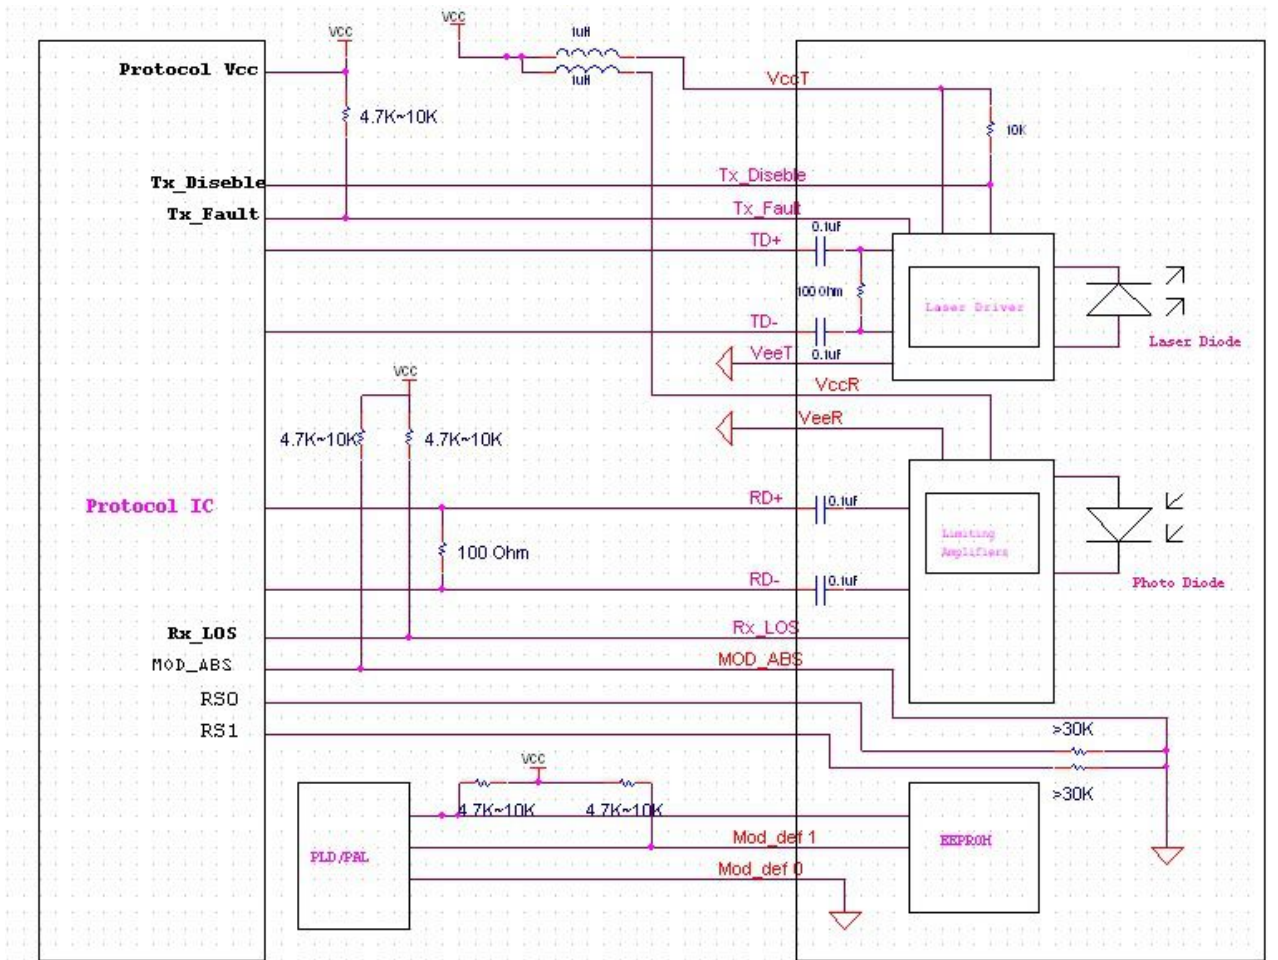 VCC
VCC
1uH
Protocol Vcc
1uH
VccT
4.7K~10K
10K
Tx_Diseble
Tx_Diseble
Tx_Fault
Tx_Fault
0.1uF
TD+
100 Ohm
Laser Driver
TD-
Laser Diode
VeeT
0.1uF
VCC
VccR
VeeR
4.7K~10K
4.7K~10K
Protocol IC
RD+
0.1uF
Limiting
Amplifiers
100 Ohm
RD-
0.1uF
Photo Diode
Rx_LOS
Rx_LOS
MOD_ABS
MOD_ABS
RS0
RS1
>30K
VCC
>30K
4.7K~10K
4.7K~10K
Mod_def 1
EEPROM
PLD/PAL
Mod_def 0